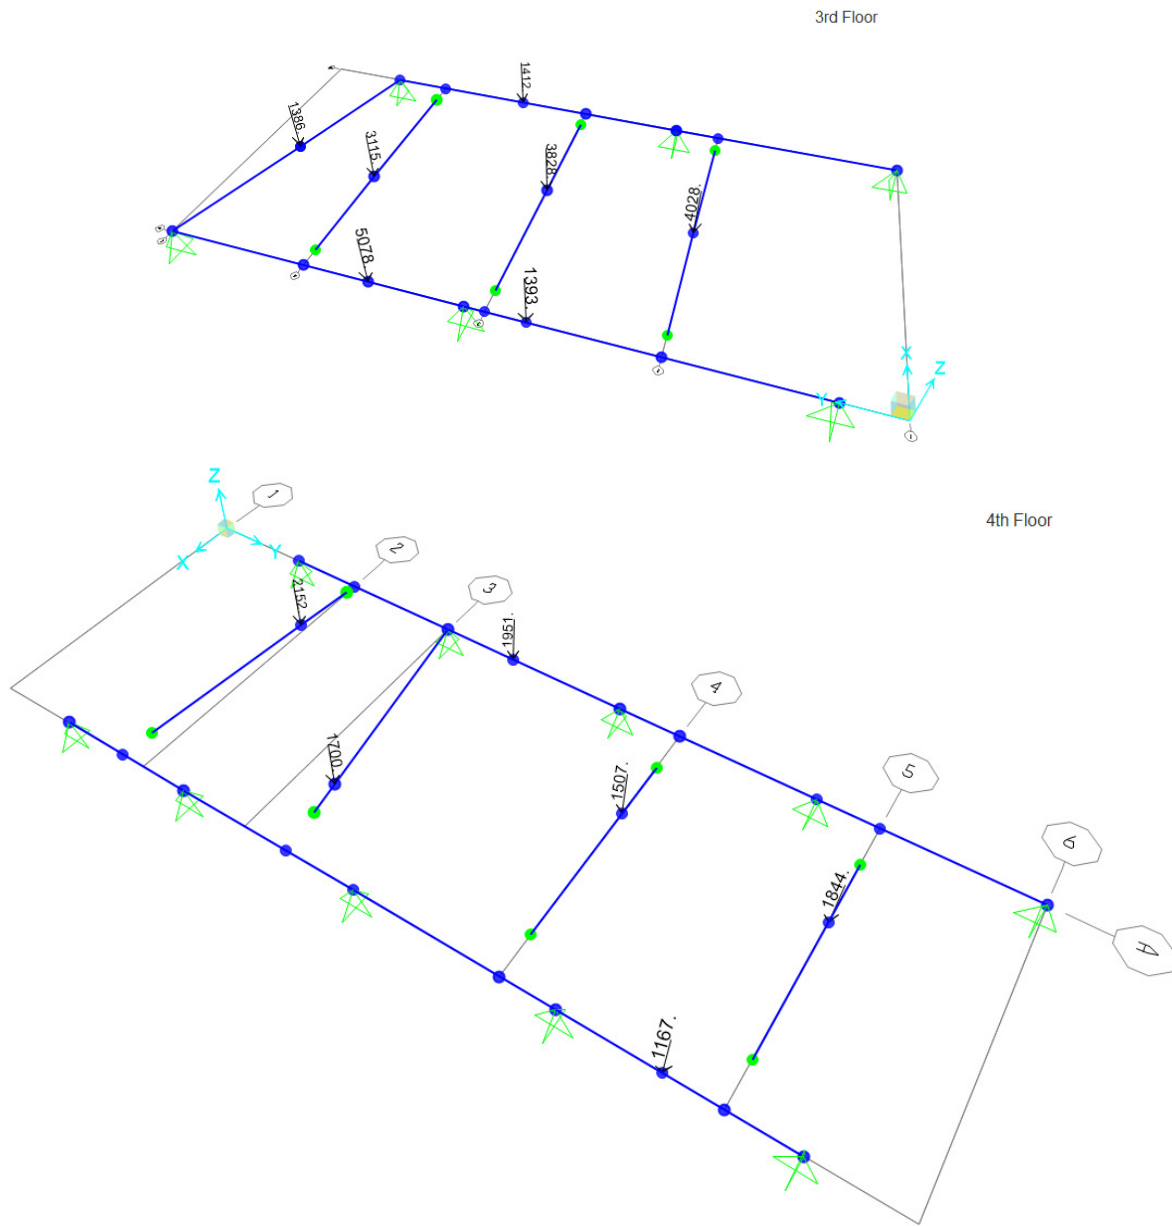 3rd Floor
1412.
1386.
3115.
3828.
4028.
5078.
1393.
X
Z
Y
4th Floor
Z
1
X
Y
2
2152.
3
1951.
4
1700.
1507.
5
1844.
6
A
1167.